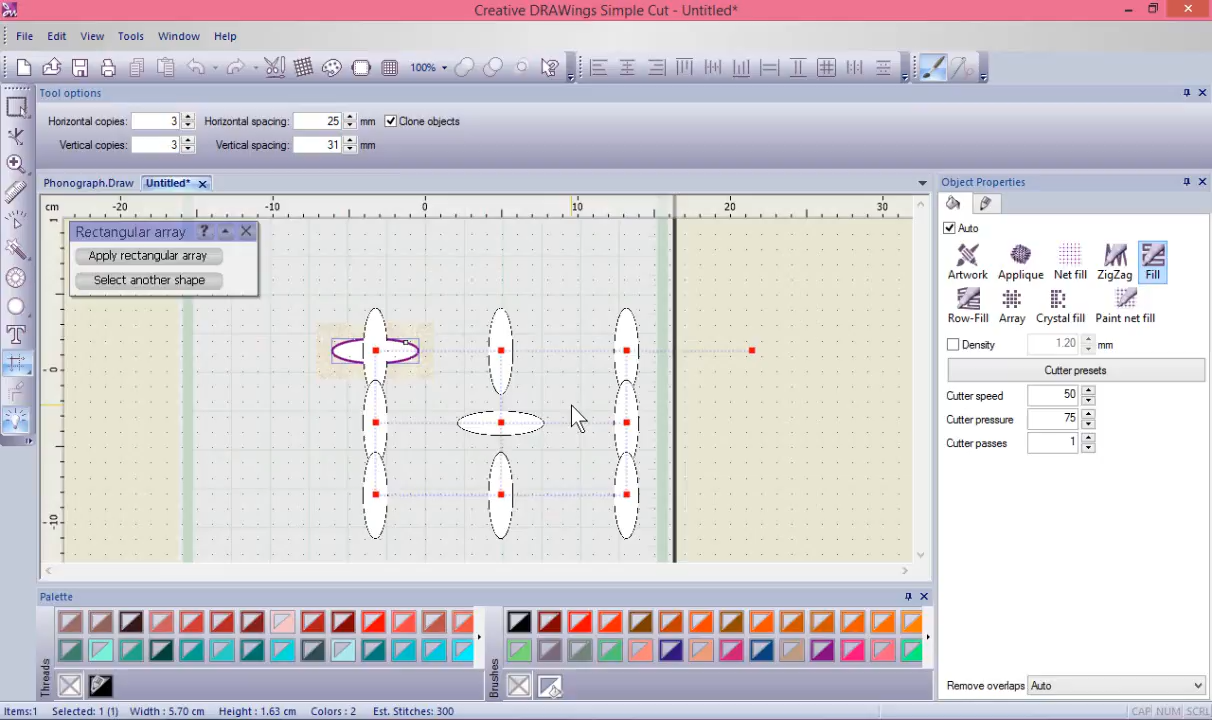 Creative DRAWings Simple Cut - Untitled*
File Edit View Tools Window Help
100%
Tool options
Horizontal copies: 3 Horizontal spacing: 25 mm Clone objects
Vertical copies: 3 Vertical spacing: 31 mm
Phonograph.Draw Untitled*
Object Properties
cm -20 -10 0 10 20 30
Rectangular array ?
Apply rectangular array
Select another shape
0
-10
Auto
Artwork Applique Net fill ZigZag Fill
Row-Fill Array Crystal fill Paint net fill
Density 1.20 mm
Cutter presets
Cutter speed 50
Cutter pressure 75
Cutter passes 1
Palette
Threads
Brushes
Remove overlaps Auto
Items:1 Selected: 1 (1) Width : 5.70 cm Height : 1.63 cm Colors : 2 Est. Stitches: 300 CAP NUM SCRL